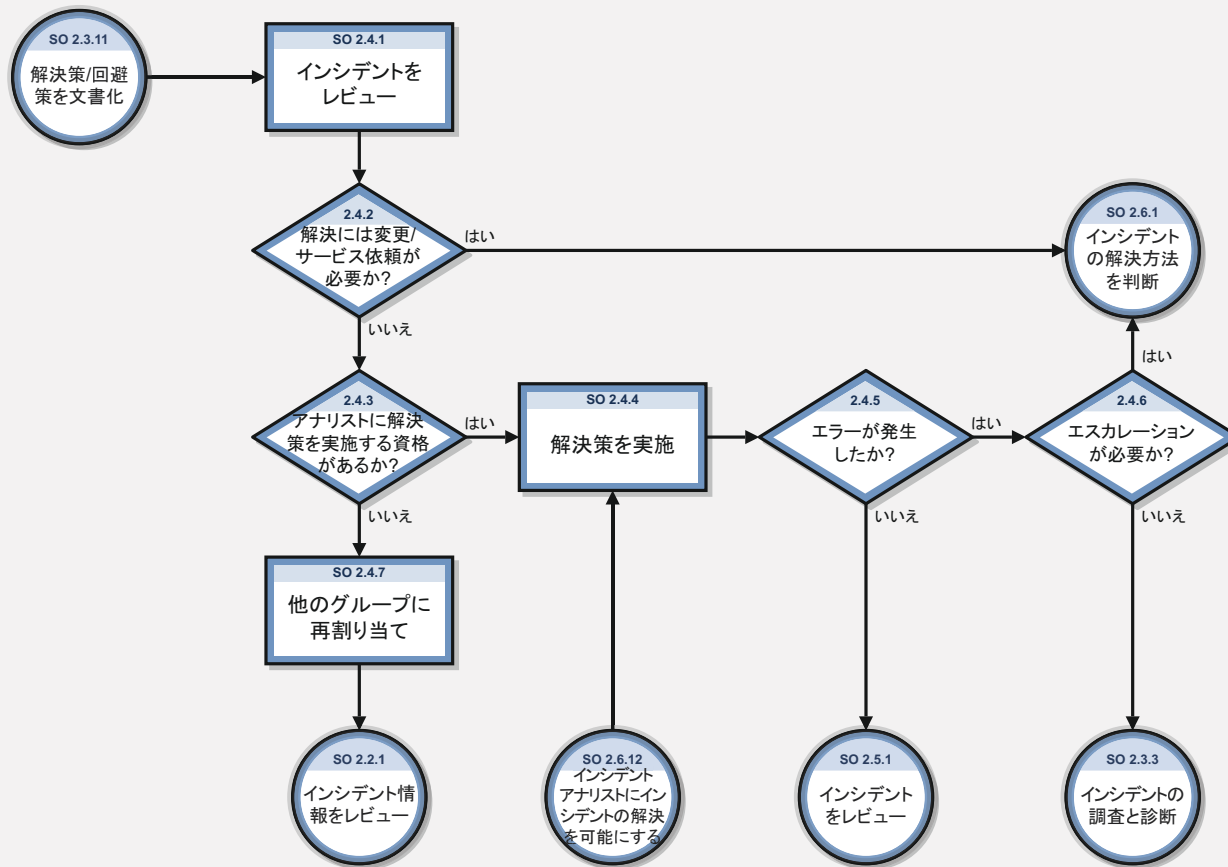 SO 2.3.11
解決策/回避
策を文書化
SO 2.4.1
インシデントを
レビュー
2.4.2
解決には変更/
サービス依頼が
必要か?
はい
SO 2.6.1
インシデント
の解決方法
を判断
いいえ
はい
2.4.3
アナリストに解決
策を実施する資格
があるか?
はい
SO 2.4.4
解決策を実施
2.4.5
エラーが発生
したか?
はい
2.4.6
エスカレーション
が必要か?
いいえ
いいえ
いいえ
SO 2.4.7
他のグループに
再割り当て
SO 2.2.1
インシデント情
報をレビュー
SO 2.6.12
インシデント
アナリストにイン
シデントの解決
を可能にする
SO 2.5.1
インシデント
をレビュー
SO 2.3.3
インシデントの
調査と診断